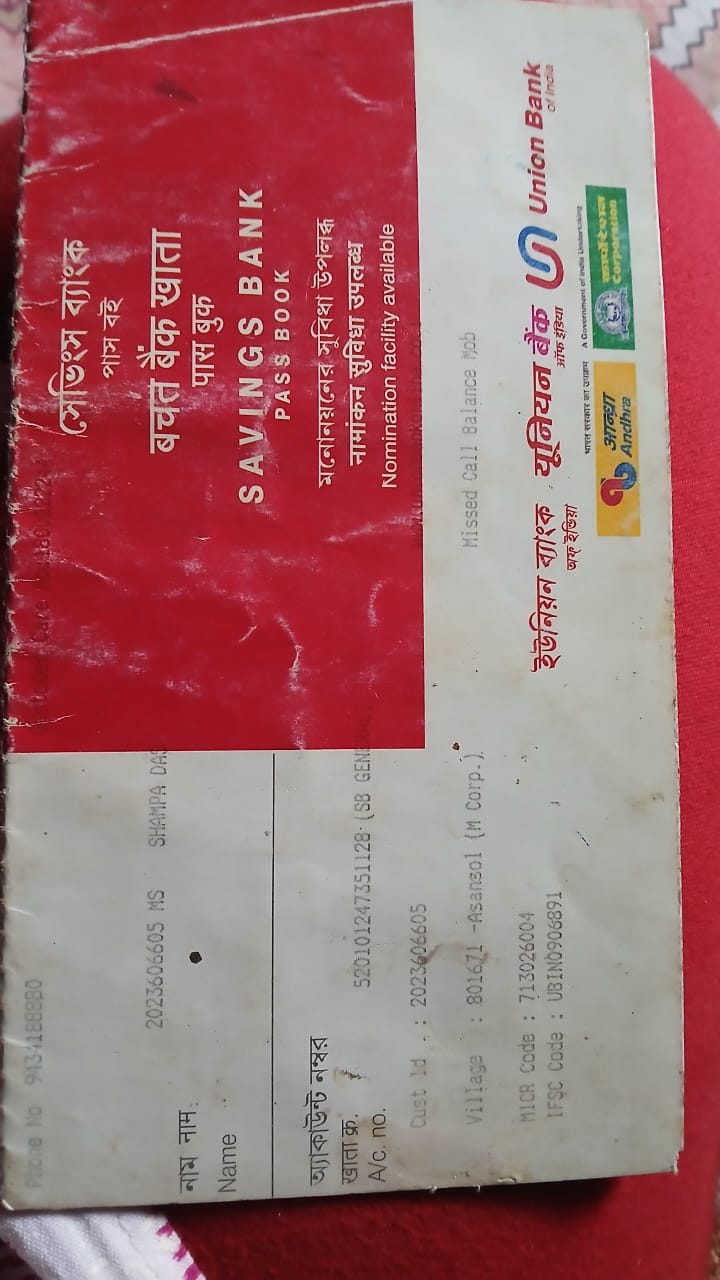 সেভিংস ব্যাংক
পাস বই
बचत बैंक खाता
पास बुक
SAVINGS BANK
PASS BOOK
মনোনয়নের সুবিধা উপলব্ধ
नामांकन सुविधा उपलब्ध
Nomination facility available
Phone No 9434188880
নাম नाम
Name
2023606605 MS SHAMPA DAS
অ্যাকাউন্ট নম্বর
खाता क्र.
A/c. no.
520101247351128 (SB GENERAL)
Cust Id : 2023606605
Village : 801671 -Asansol (M Corp.)
Missed Call Balance Mob
MICR Code : 713026004
IFSC Code : UBIN0906891
ইউনিয়ন ব্যাংক
অফ্ ইন্ডিয়া
यूनियन बैंक
ऑफ इंडिया
Union Bank
of India
भारत सरकार का उपक्रम
A Government of India Undertaking
आन्ध्रा
Andhra
कार्पोरेशन
Corporation